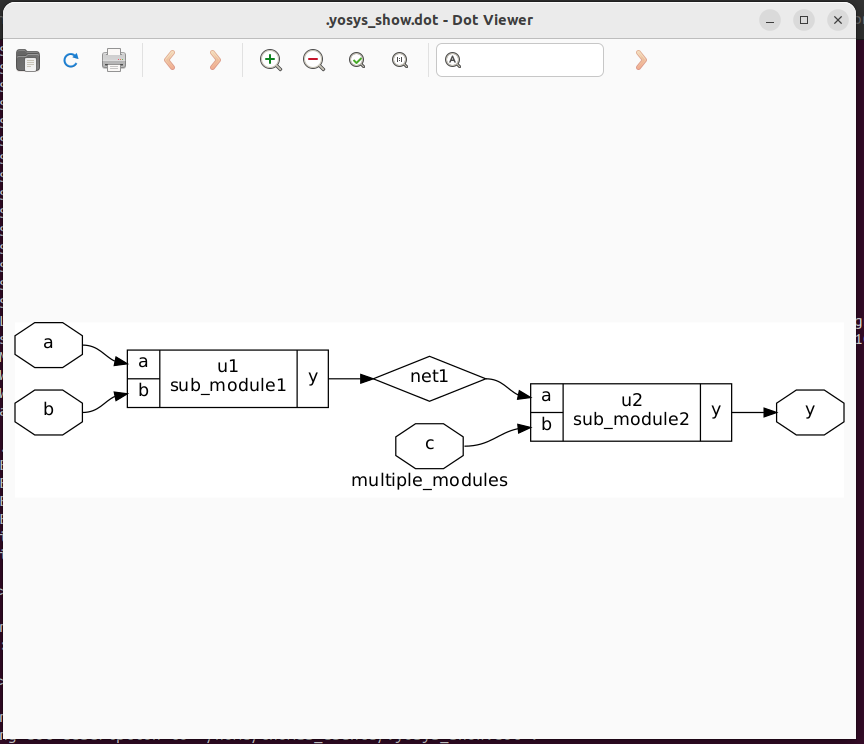 .yosys_show.dot - Dot Viewer
a
b
a
b
u1
sub_module1
y
net1
c
a
b
u2
sub_module2
y
y
multiple_modules